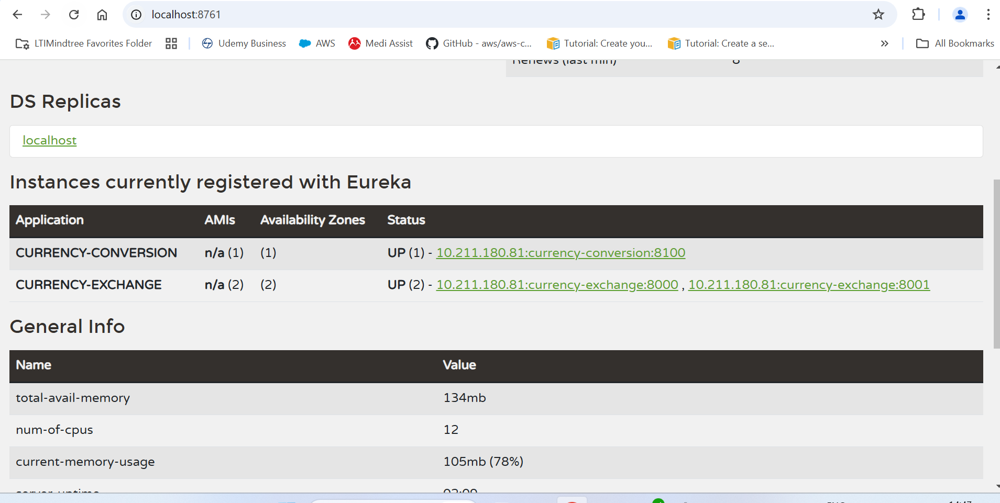 localhost:8761
LTIMindtree Favorites Folder Udemy Business AWS Medi Assist GitHub - aws/aws-c... Tutorial: Create you... Tutorial: Create a se... All Bookmarks
Renews (last min) 8
DS Replicas
localhost
Instances currently registered with Eureka
Application AMIs Availability Zones Status
CURRENCY-CONVERSION n/a (1) (1) UP (1) - 10.211.180.81:currency-conversion:8100
CURRENCY-EXCHANGE n/a (2) (2) UP (2) - 10.211.180.81:currency-exchange:8000 , 10.211.180.81:currency-exchange:8001
General Info
Name Value
total-avail-memory 134mb
num-of-cpus 12
current-memory-usage 105mb (78%)
server-uptime